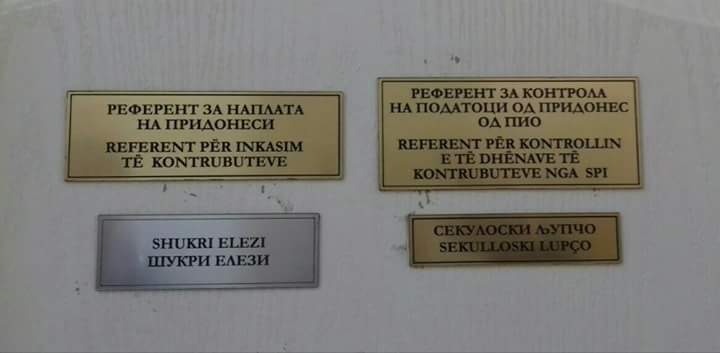 РЕФЕРЕНТ ЗА НАПЛАТА
НА ПРИДОНЕСИ
REFERENT PËR INKASIM
TË KONTRUBUTEVE
SHUKRI ELEZI
ШУКРИ ЕЛЕЗИ
РЕФЕРЕНТ ЗА КОНТРОЛА
НА ПОДАТОЦИ ОД ПРИДОНЕС
ОД ПИО
REFERENT PËR KONTROLLIN
E TË DHËNAVE TË
KONTRUBUTEVE NGA SPI
СЕКУЛОСКИ ЉУПЧО
SEKULLOSKI LUPÇO